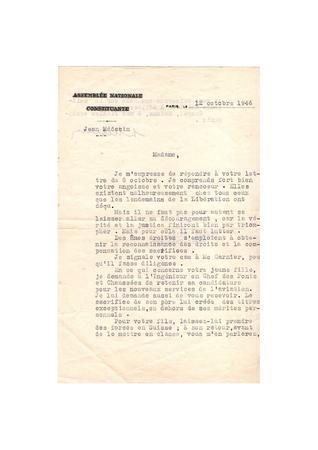 ASSEMBLÉE NATIONALE
CONSTITUANTE
PARIS, LE 12 octobre 1946
Jean Médecin
Madame,
Je m'empresse de répondre à votre let-
tre du 8 octobre . Je comprends fort bien
votre angoisse et votre rancoeur . Elles
existent malheureusement chez tous ceux
que les lendemains de la Libération ont
déçu.
Mais il ne faut pas pour autant se
laisser aller au découragement , car la vé-
rité et la justice finiront bien par triom-
pher . Mais pour cela il faut lutter .
Des âmes droites s'emploient à obte-
nir la reconnaissance des droits et la com-
pensation des sacrifices .
Je signale votre cas à Me Garnier, pour
qu'il fasse diligence .
En ce qui concerne votre jeune fille,
je demande à l'Ingénieur en Chef des Ponts
et Chaussées de retenir sa candidature
pour les nouveaux services de l'aviation.
Je lui demande aussi de vous recevoir. Le
sacrifice de son père lui crée des titres
exceptionnels, en dehors de ses mérites per-
sonnels .
Pour votre fils, laissez-lui prendre
des forces en Suisse ; à son retour, avant
de le mettre en classe, vous m'en parlerez,